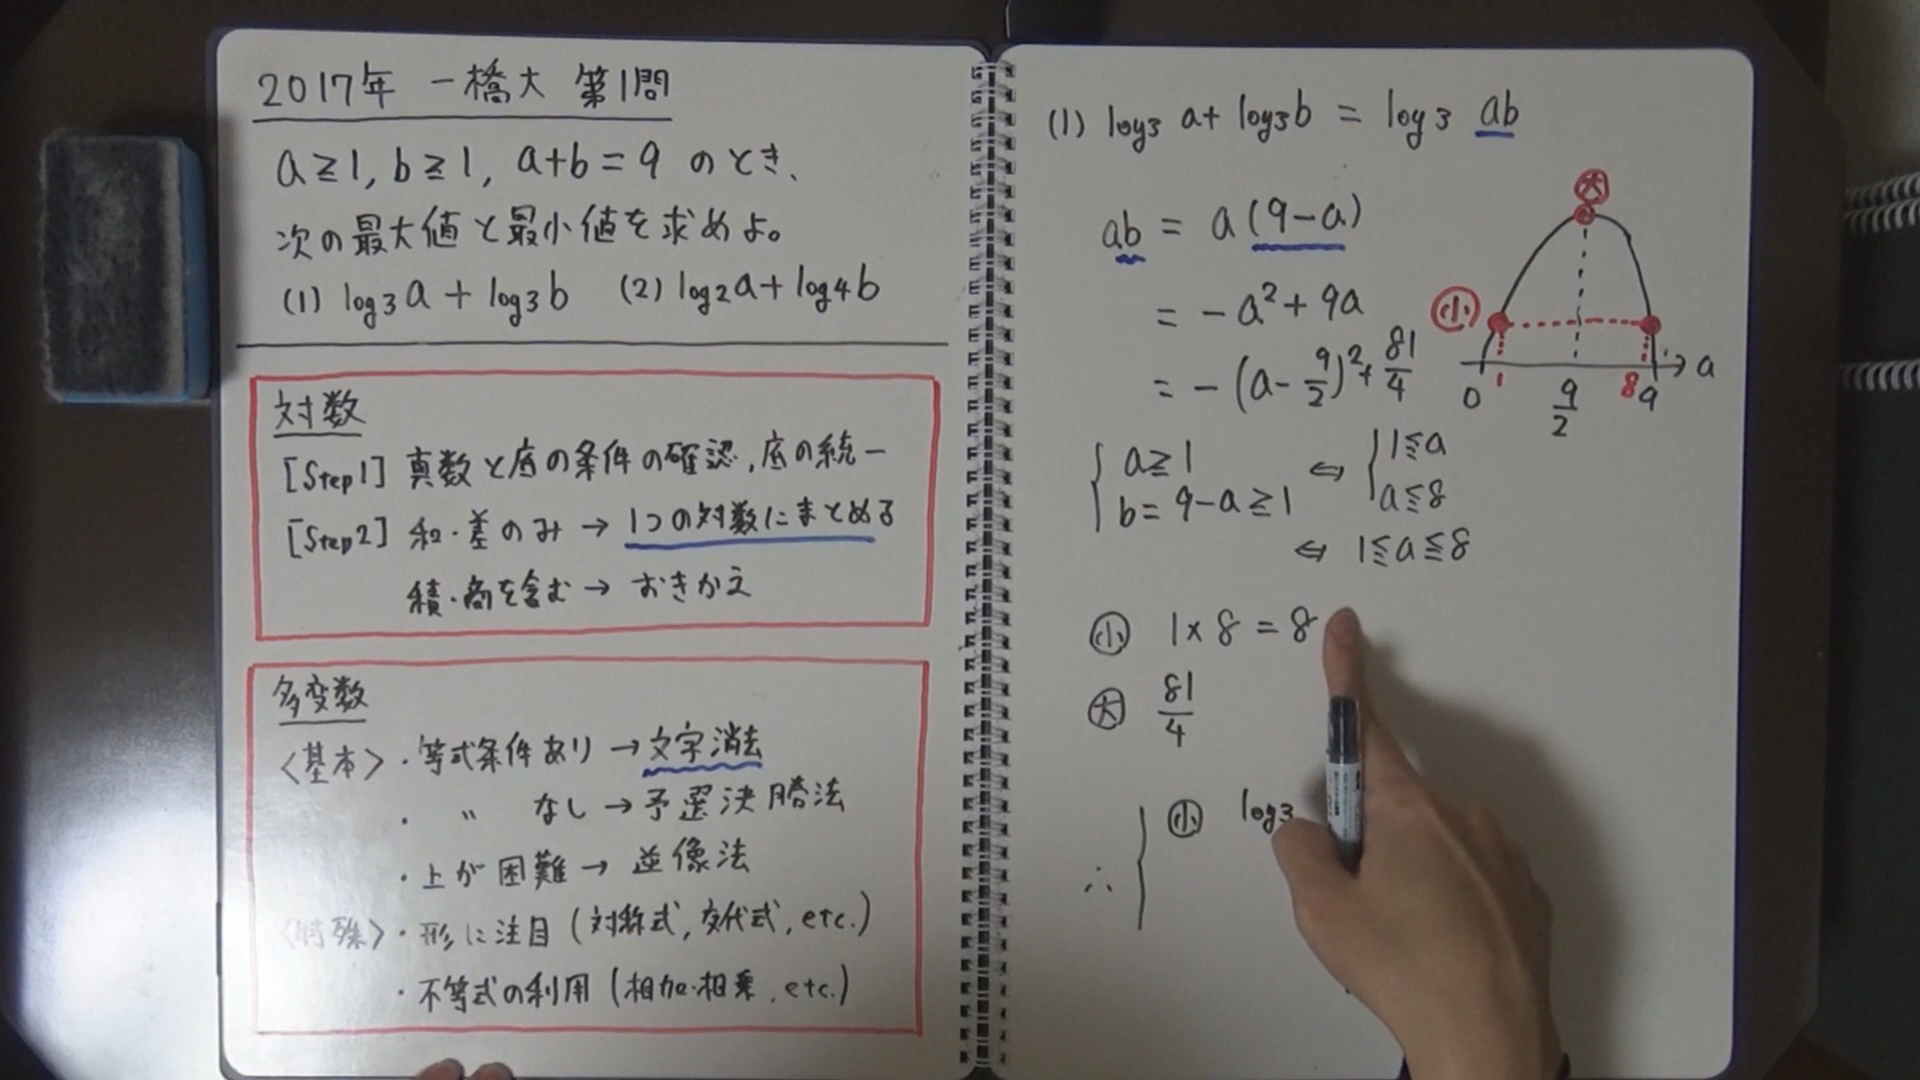 2017年 一橋大 第1問
a≧1, b≧1, a+b=9 のとき、
次の最大値と最小値を求めよ。
(1) log₃a + log₃b (2) log₂a + log₄b
対数
[Step1] 真数と底の条件の確認, 底の統一
[Step2] 和・差のみ → 1つの対数にまとめる
積・商を含む → おきかえ
多変数
〈基本〉・等式条件あり → 文字消去
・ 〃 なし → 予選決勝法
・上が困難 → 逆像法
〈特殊〉・形に注目 (対称式, 交代式, etc.)
・不等式の利用 (相加・相乗, etc.)
(1) log₃ a + log₃ b = log₃ ab
ab = a(9−a)
= −a² + 9a
= −(a − 9/2)² + 81/4
大
小
0 1 9/2 8 9 a
{ a≧1 ⇔ { 1≦a
b = 9−a ≧ 1 a≦8
⇔ 1≦a≦8
小 1×8 = 8
大 81/4
∴ { 小 log₃